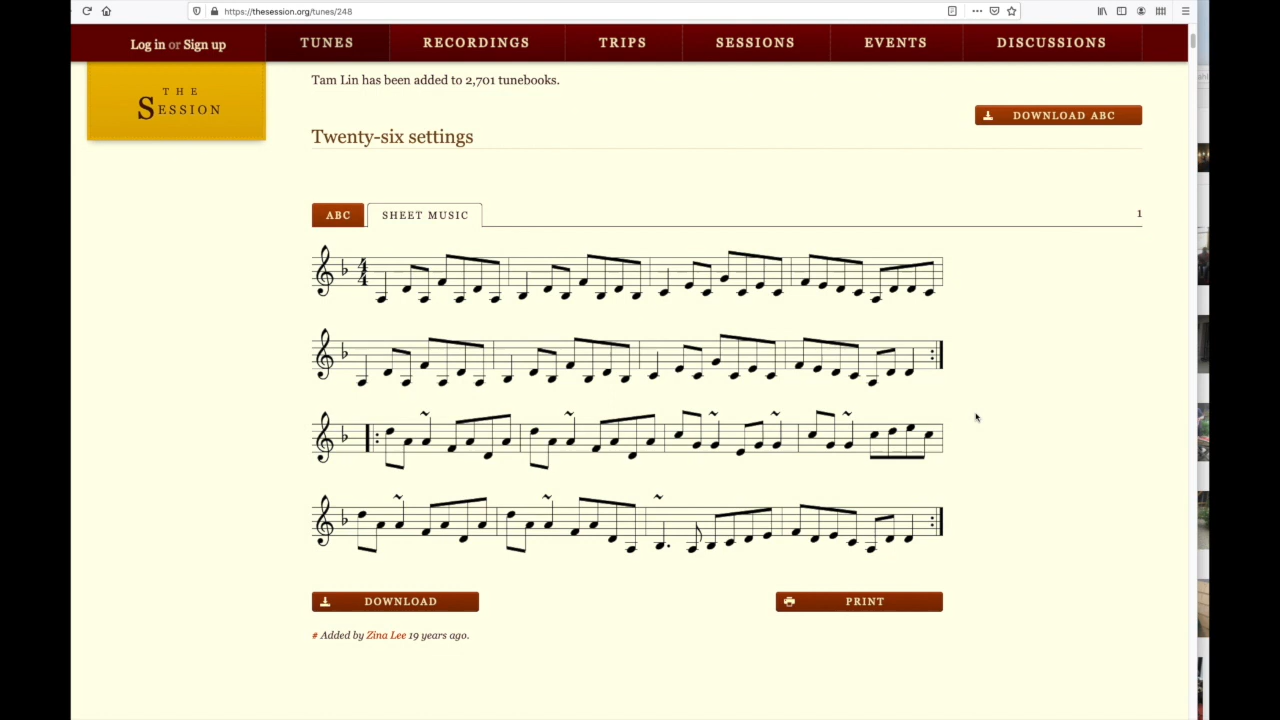 https://thesession.org/tunes/248
Log in or Sign up
TUNES
RECORDINGS
TRIPS
SESSIONS
EVENTS
DISCUSSIONS
THE
SESSION
Tam Lin has been added to 2,701 tunebooks.
DOWNLOAD ABC
Twenty-six settings
ABC
SHEET MUSIC
1
4
4
DOWNLOAD
PRINT
# Added by Zina Lee 19 years ago.